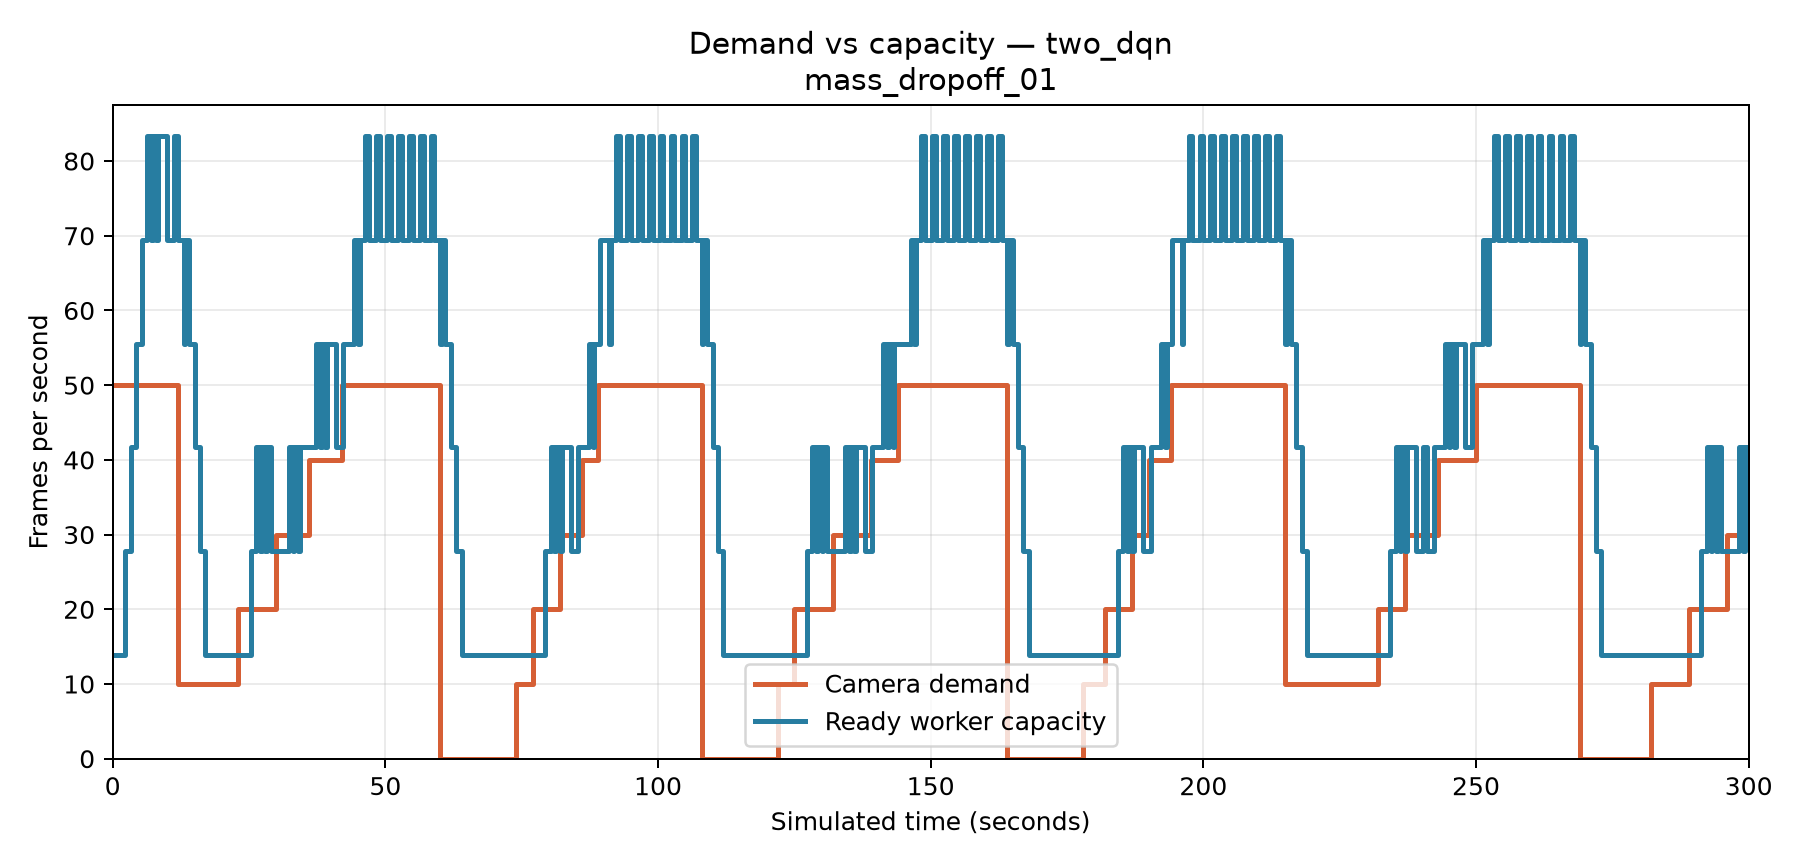 Demand vs capacity — two_dqn
mass_dropoff_01
Frames per second
80
70
60
50
40
30
20
10
0
Camera demand
Ready worker capacity
0 50 100 150 200 250 300
Simulated time (seconds)